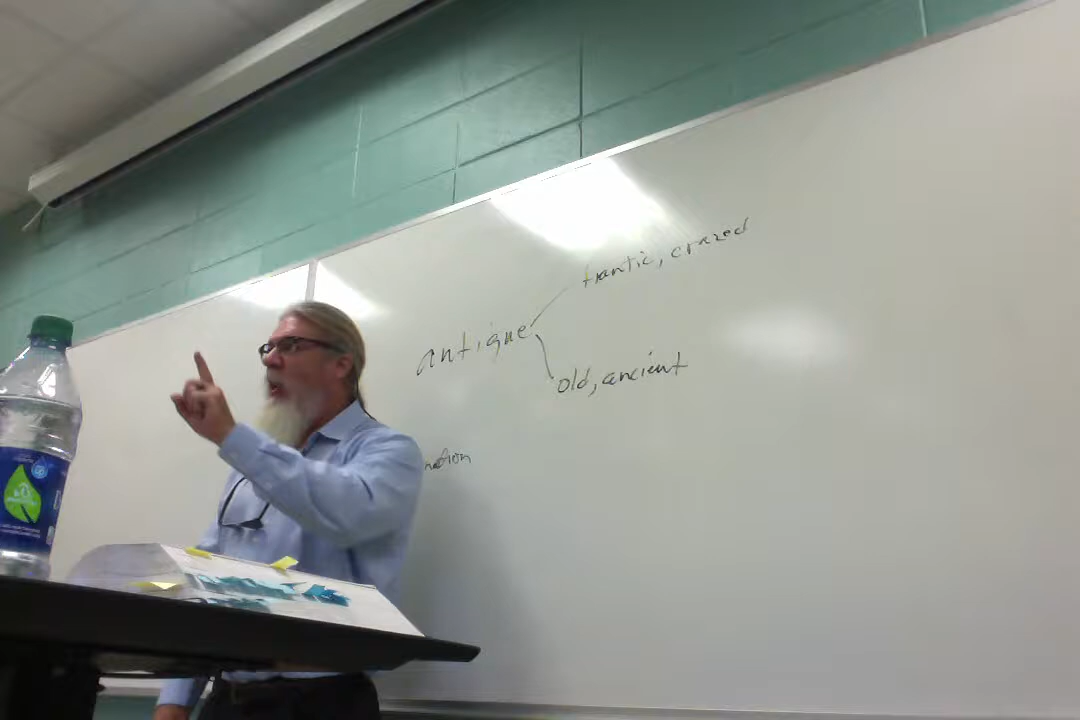 frantic, crazed
antique
old, ancient
nation